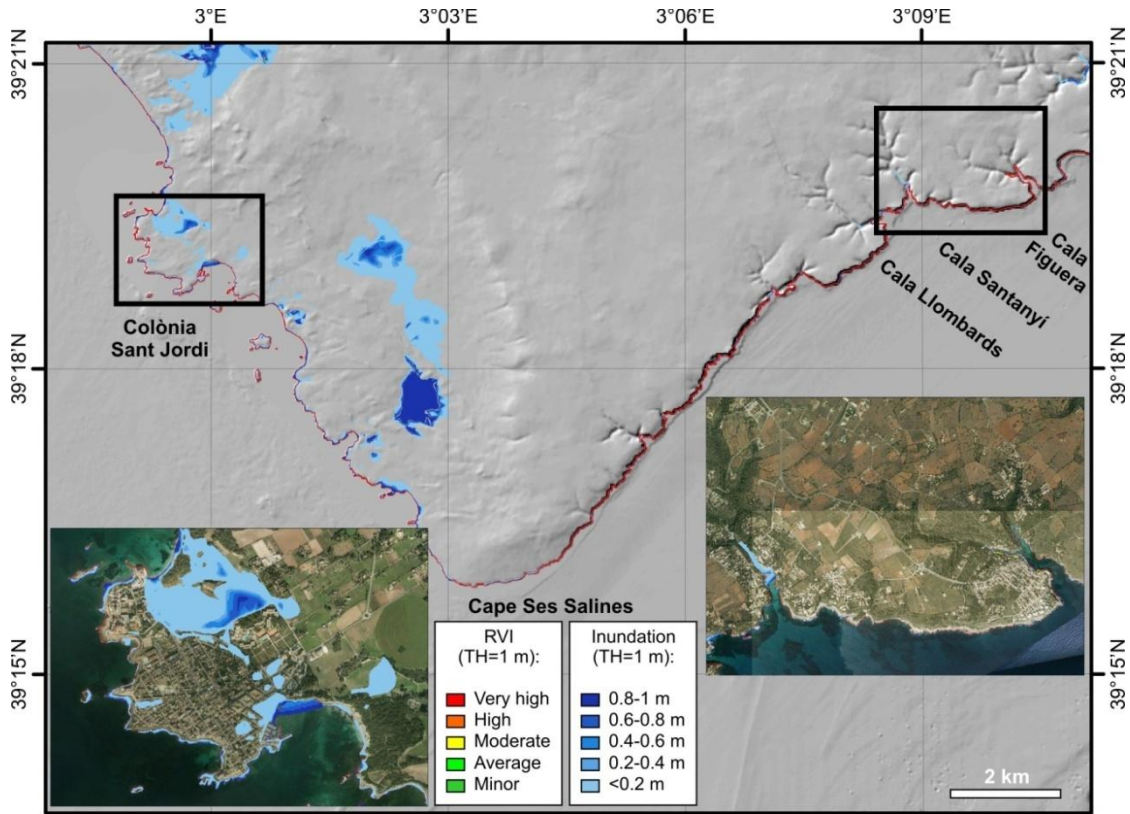 3°E
3°03'E
3°06'E
3°09'E
39°21'N
39°21'N
Colònia
Sant Jordi
Cala
Figuera
Cala Santanyí
Cala Llombards
39°18'N
39°18'N
Cape Ses Salines
RVI
(TH=1 m):
Very high
High
Moderate
Average
Minor
Inundation
(TH=1 m):
0.8-1 m
0.6-0.8 m
0.4-0.6 m
0.2-0.4 m
<0.2 m
39°15'N
39°15'N
2 km